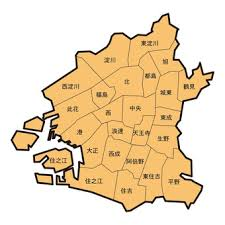 東淀川
淀川
旭
西淀川
北
都島
鶴見
福島
城東
此花
西
中央
東成
港
浪速
天王寺
生野
大正
西成
阿倍野
住之江
住之江
東住吉
平野
住吉